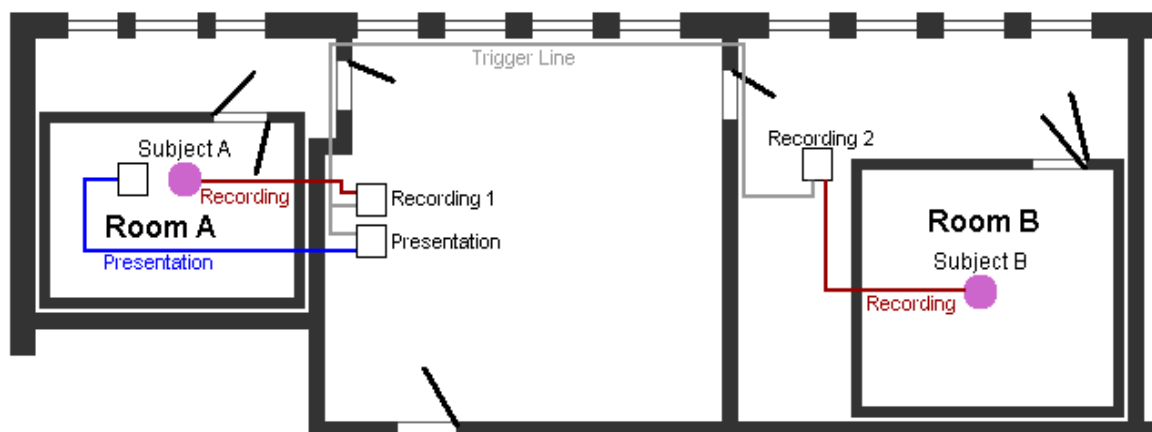 Trigger Line
Subject A
Recording 2
Recording
Recording 1
Room A
Room B
Presentation
Presentation
Subject B
Recording